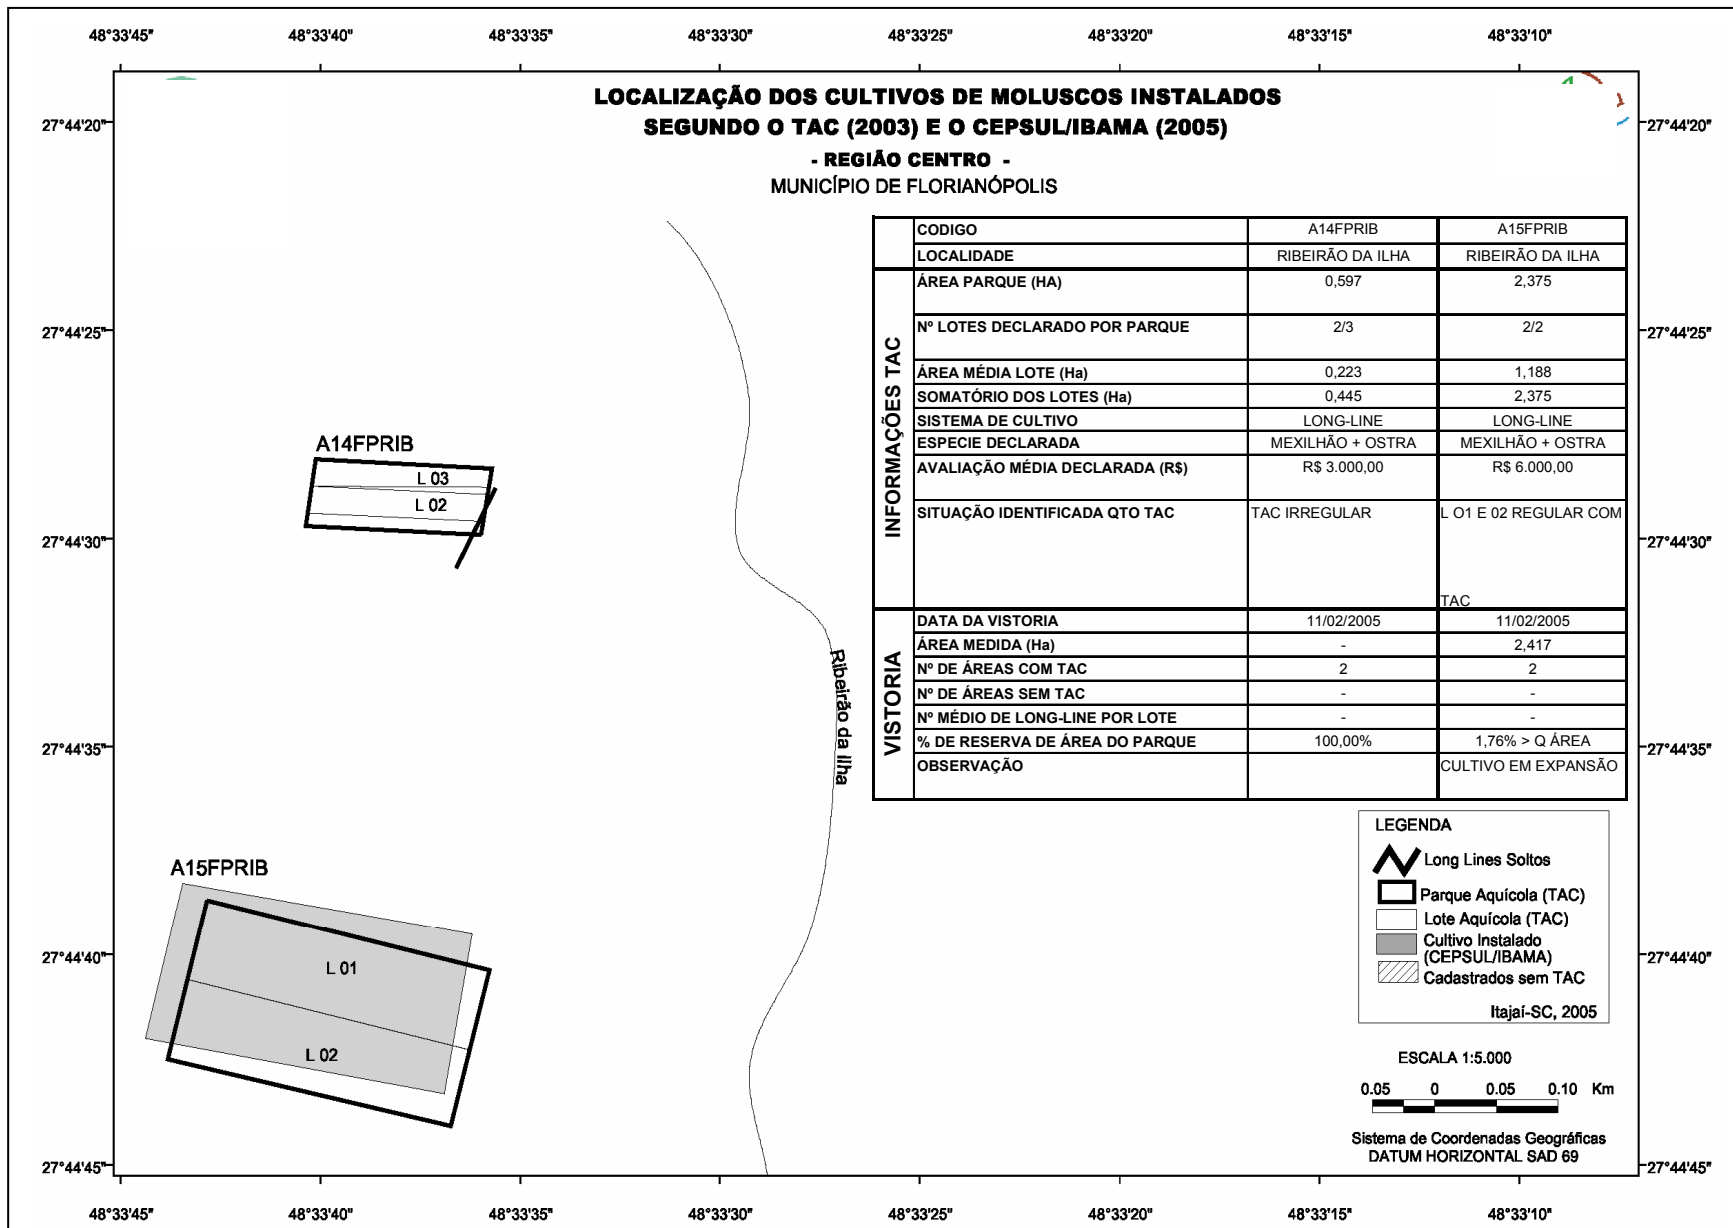 48°33'45" 48°33'40" 48°33'35" 48°33'30" 48°33'25" 48°33'20" 48°33'15" 48°33'10"
LOCALIZAÇÃO DOS CULTIVOS DE MOLUSCOS INSTALADOS
SEGUNDO O TAC (2003) E O CEPSUL/IBAMA (2005)
- REGIÃO CENTRO -
MUNICÍPIO DE FLORIANÓPOLIS
27°44'20" 27°44'20"
27°44'25" 27°44'25"
27°44'30" 27°44'30"
27°44'35" 27°44'35"
27°44'40" 27°44'40"
27°44'45" 27°44'45"
CODIGO A14FPRIB A15FPRIB
LOCALIDADE RIBEIRÃO DA ILHA RIBEIRÃO DA ILHA
INFORMAÇÕES TAC
ÁREA PARQUE (HA) 0,597 2,375
Nº LOTES DECLARADO POR PARQUE 2/3 2/2
ÁREA MÉDIA LOTE (Ha) 0,223 1,188
SOMATÓRIO DOS LOTES (Ha) 0,445 2,375
SISTEMA DE CULTIVO LONG-LINE LONG-LINE
ESPECIE DECLARADA MEXILHÃO + OSTRA MEXILHÃO + OSTRA
AVALIAÇÃO MÉDIA DECLARADA (R$) R$ 3.000,00 R$ 6.000,00
SITUAÇÃO IDENTIFICADA QTO TAC TAC IRREGULAR L O1 E 02 REGULAR COM
TAC
VISTORIA
DATA DA VISTORIA 11/02/2005 11/02/2005
ÁREA MEDIDA (Ha) - 2,417
Nº DE ÁREAS COM TAC 2 2
Nº DE ÁREAS SEM TAC - -
Nº MÉDIO DE LONG-LINE POR LOTE - -
% DE RESERVA DE ÁREA DO PARQUE 100,00% 1,76% > Q ÁREA
OBSERVAÇÃO CULTIVO EM EXPANSÃO
A14FPRIB
L 03
L 02
Ribeirão da Ilha
A15FPRIB
L 01
L 02
LEGENDA
Long Lines Soltos
Parque Aquícola (TAC)
Lote Aquícola (TAC)
Cultivo Instalado
(CEPSUL/IBAMA)
Cadastrados sem TAC
Itajaí-SC, 2005
ESCALA 1:5.000
0.05 0 0.05 0.10 Km
Sistema de Coordenadas Geográficas
DATUM HORIZONTAL SAD 69
48°33'45" 48°33'40" 48°33'35" 48°33'30" 48°33'25" 48°33'20" 48°33'15" 48°33'10"